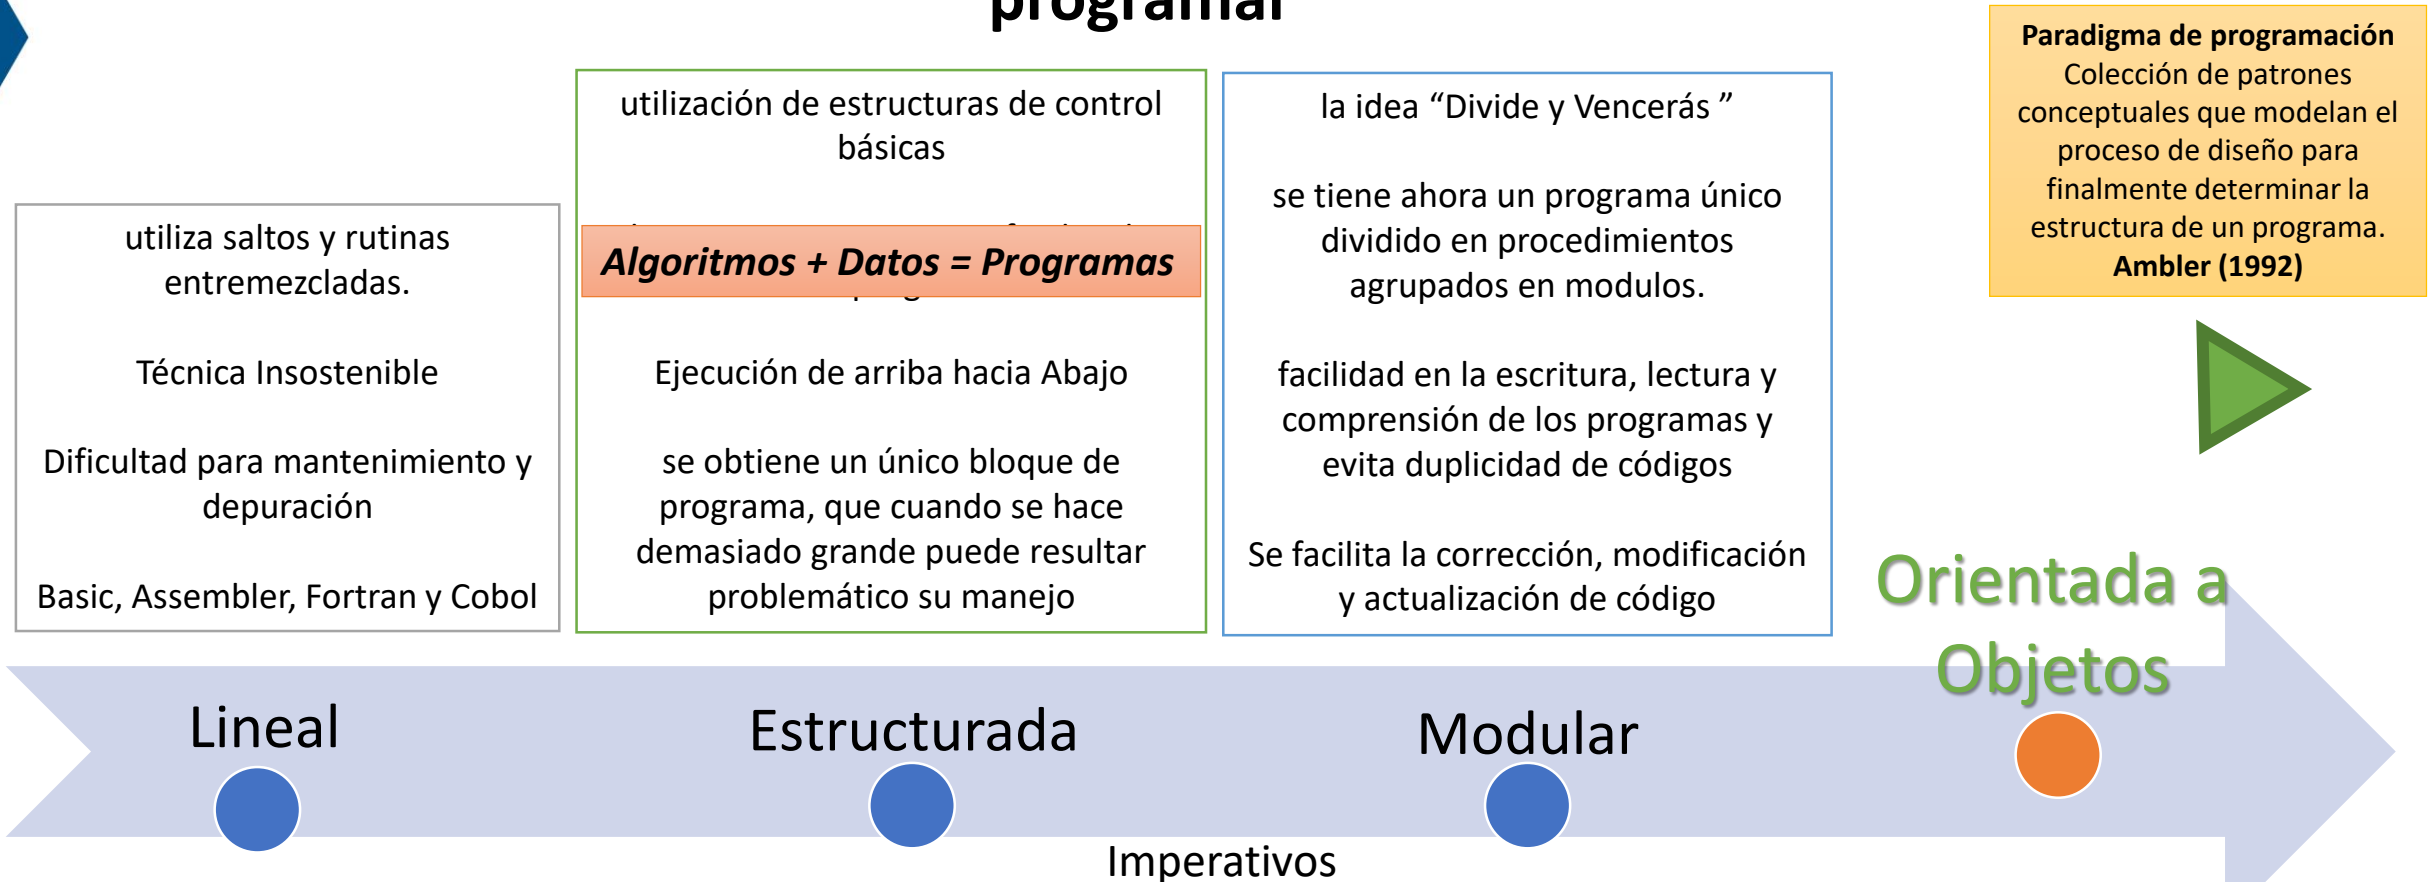 programar
Paradigma de programación
Colección de patrones
conceptuales que modelan el
proceso de diseño para
finalmente determinar la
estructura de un programa.
Ambler (1992)
utiliza saltos y rutinas
entremezcladas.
Técnica Insostenible
Dificultad para mantenimiento y
depuración
Basic, Assembler, Fortran y Cobol
utilización de estructuras de control
básicas
Algoritmos + Datos = Programas
Ejecución de arriba hacia Abajo
se obtiene un único bloque de
programa, que cuando se hace
demasiado grande puede resultar
problemático su manejo
la idea “Divide y Vencerás ”
se tiene ahora un programa único
dividido en procedimientos
agrupados en modulos.
facilidad en la escritura, lectura y
comprensión de los programas y
evita duplicidad de códigos
Se facilita la corrección, modificación
y actualización de código
Orientada a
Objetos
Lineal
Estructurada
Modular
Imperativos